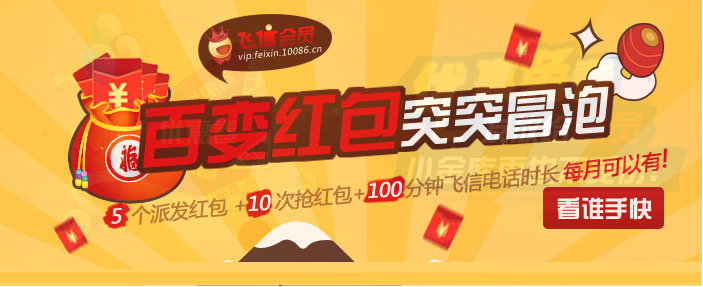 飞信会员
vip.feixin.10086.cn
百变红包突突冒泡
5个派发红包+10次抢红包+100分钟飞信电话时长 每月可以有!
看谁手快
¥
福